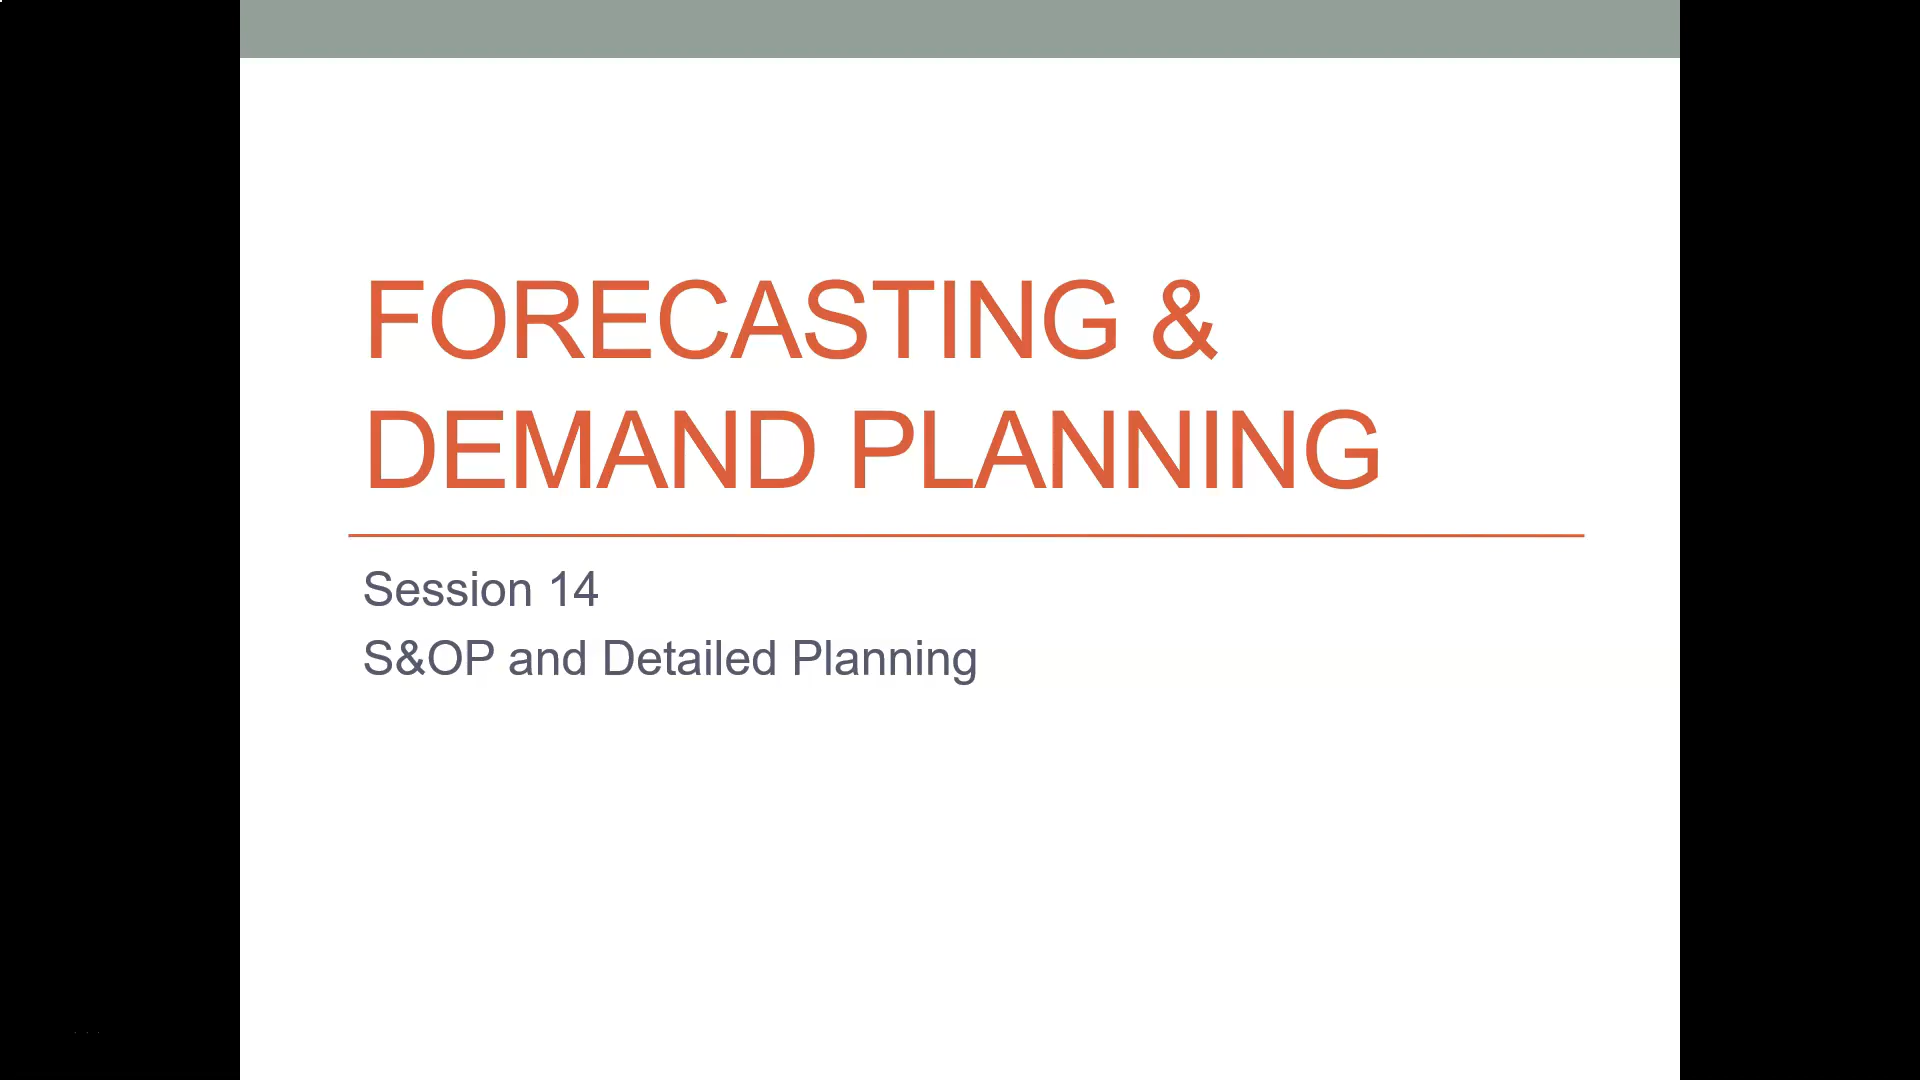 FORECASTING &
DEMAND PLANNING
Session 14
S&OP and Detailed Planning